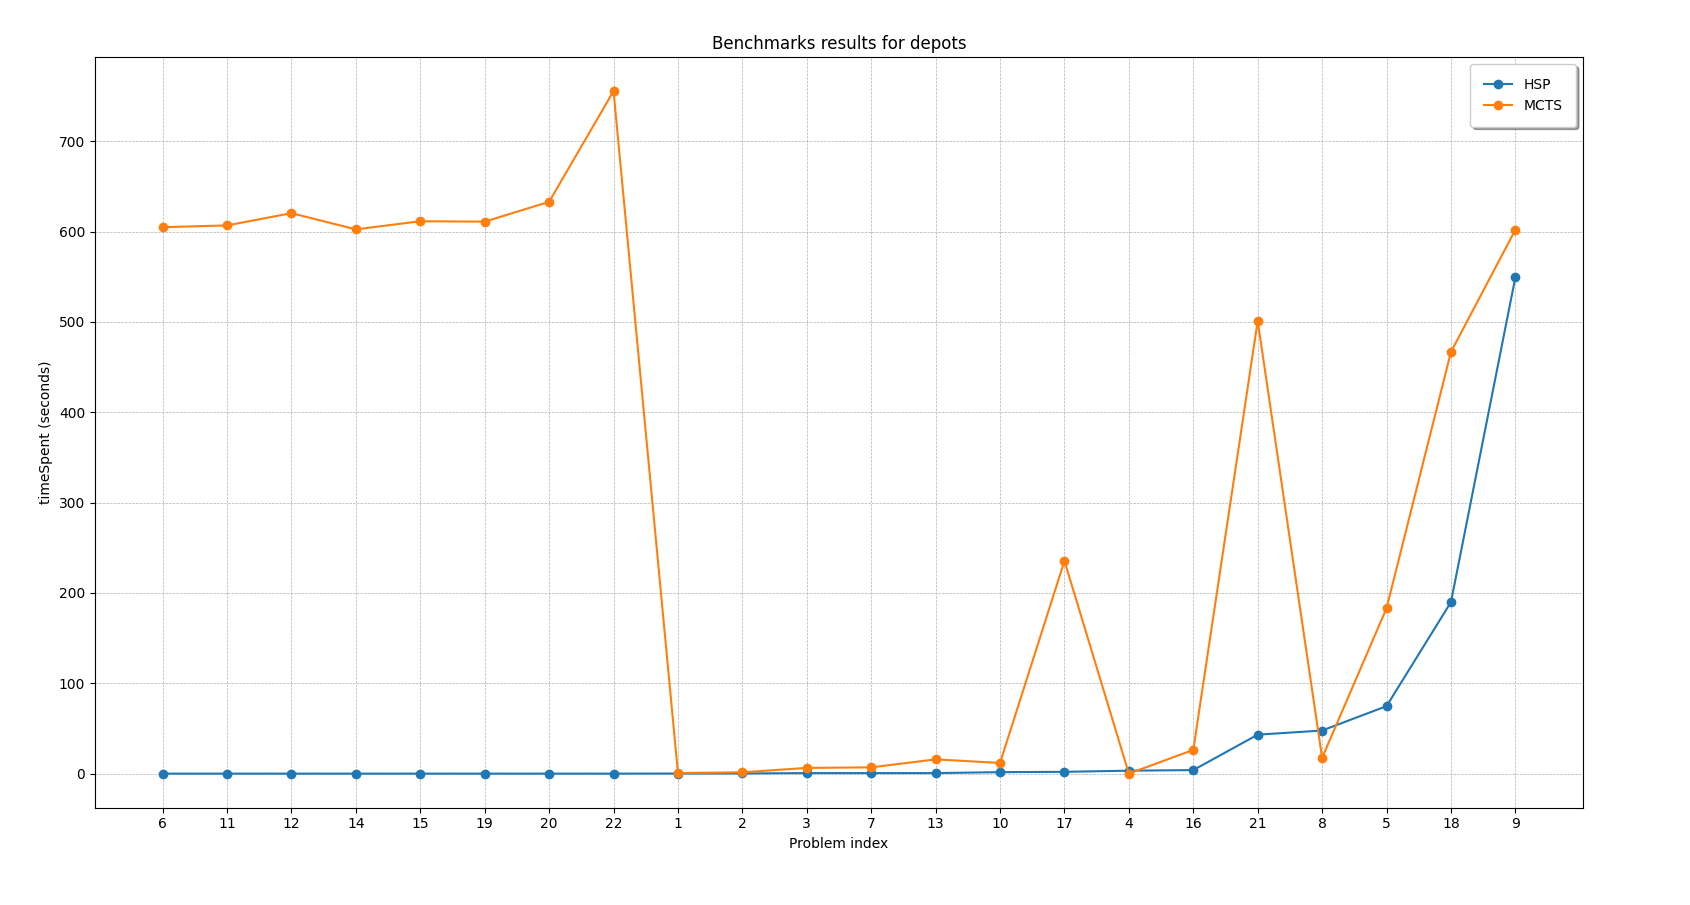 Benchmarks results for depots
HSP
MCTS
700
600
500
400
300
200
100
0
timeSpent (seconds)
6 11 12 14 15 19 20 22 1 2 3 7 13 10 17 4 16 21 8 5 18 9
Problem index